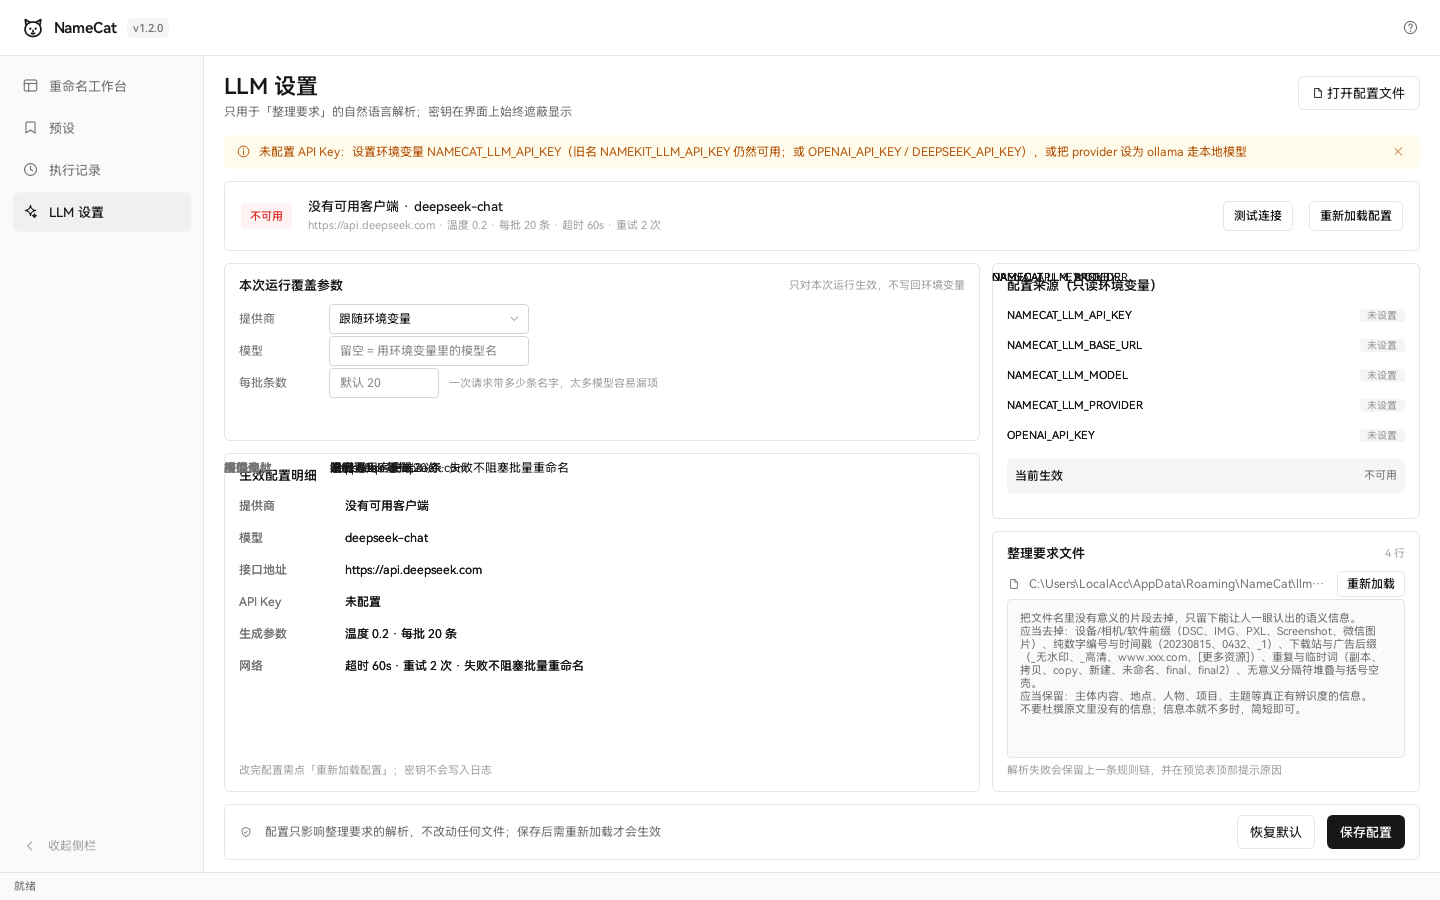 NameCat v1.2.0
重命名工作台
预设
执行记录
LLM 设置
收起侧栏
就绪
LLM 设置
只用于「整理要求」的自然语言解析；密钥在界面上始终遮蔽显示
打开配置文件
未配置 API Key：设置环境变量 NAMECAT_LLM_API_KEY（旧名 NAMEKIT_LLM_API_KEY 仍然可用；或 OPENAI_API_KEY / DEEPSEEK_API_KEY），或把 provider 设为 ollama 走本地模型
不可用
没有可用客户端 · deepseek-chat
https://api.deepseek.com · 温度 0.2 · 每批 20 条 · 超时 60s · 重试 2 次
测试连接
重新加载配置
本次运行覆盖参数
只对本次运行生效，不写回环境变量
提供商 跟随环境变量
模型 留空 = 用环境变量里的模型名
每批条数 默认 20 一次请求带多少条名字，太多模型容易漏项
失败不阻塞批量重命名
生效配置明细
提供商 没有可用客户端
模型 deepseek-chat
接口地址 https://api.deepseek.com
API Key 未配置
生成参数 温度 0.2 · 每批 20 条
网络 超时 60s · 重试 2 次 · 失败不阻塞批量重命名
改完配置需点「重新加载配置」；密钥不会写入日志
配置来源（只读环境变量）
NAMECAT_LLM_API_KEY 未设置
NAMECAT_LLM_BASE_URL 未设置
NAMECAT_LLM_MODEL 未设置
NAMECAT_LLM_PROVIDER 未设置
OPENAI_API_KEY 未设置
当前生效 不可用
整理要求文件 4 行
C:\Users\LocalAcc\AppData\Roaming\NameCat\llm···
重新加载
把文件名里没有意义的片段去掉，只留下能让人一眼认出的语义信息。
应当去掉：设备/相机/软件前缀（DSC、IMG、PXL、Screenshot、微信图
片）、纯数字编号与时间戳（20230815、0432、_1）、下载站与广告后缀
（_无水印、_高清、www.xxx.com、[更多资源]）、重复与临时词（副本、
拷贝、copy、新建、未命名、final、final2）、无意义分隔符堆叠与括号空
壳。
应当保留：主体内容、地点、人物、项目、主题等真正有辨识度的信息。
不要杜撰原文里没有的信息；信息本就不多时，简短即可。
解析失败会保留上一条规则链，并在预览表顶部提示原因
配置只影响整理要求的解析，不改动任何文件；保存后需重新加载才会生效
恢复默认
保存配置